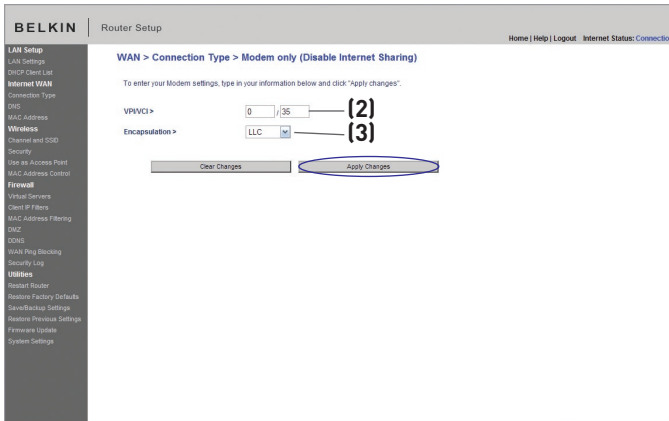 BELKIN
Router Setup
Home | Help | Logout Internet Status: Connectio
LAN Setup
LAN Settings
DHCP Client List
Internet WAN
Connection Type
DNS
MAC Address
Wireless
Channel and SSID
Security
Use as Access Point
MAC Address Control
Firewall
Virtual Servers
Client IP Filters
MAC Address Filtering
DMZ
DDNS
WAN Ping Blocking
Security Log
Utilities
Restart Router
Restore Factory Defaults
Save/Backup Settings
Restore Previous Settings
Firmware Update
System Settings
WAN > Connection Type > Modem only (Disable Internet Sharing)
To enter your Modem settings, type in your information below and click "Apply changes".
VPI/VCI > 0 / 35 (2)
Encapsulation > LLC (3)
Clear Changes Apply Changes